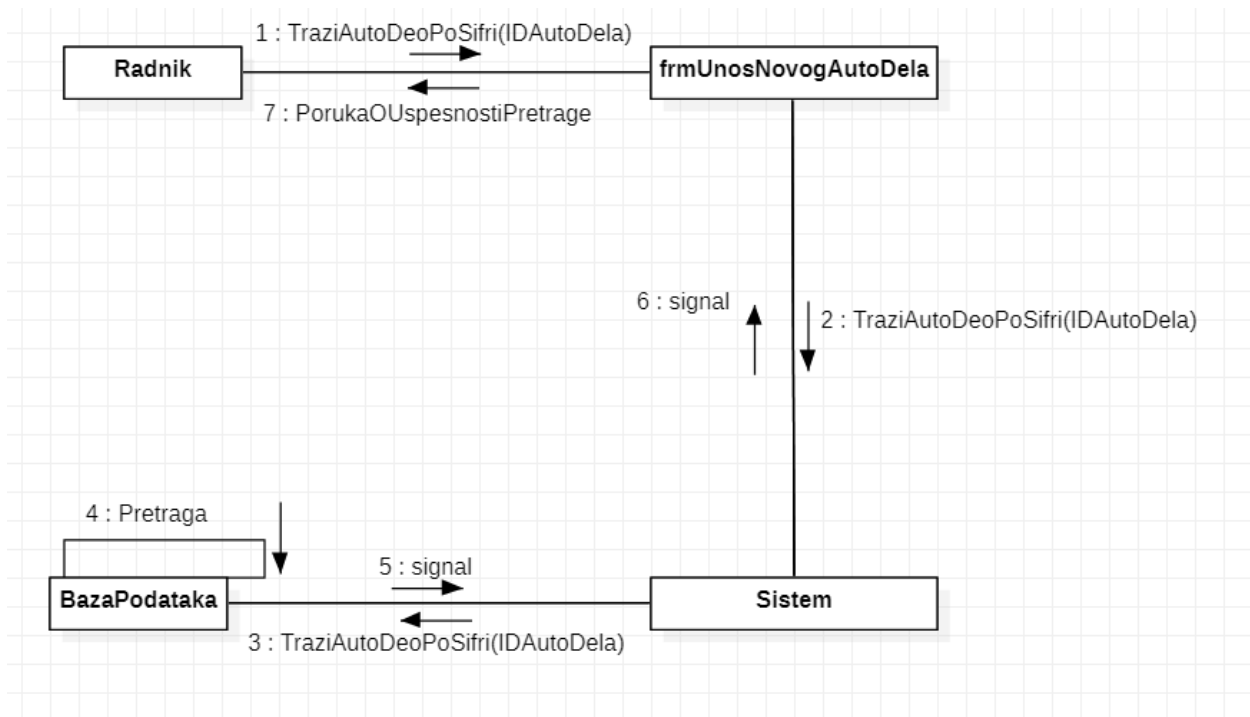 1 : TraziAutoDeoPoSifri(IDAutoDela)
Radnik
frmUnosNovogAutoDela
7 : PorukaOUspesnostiPretrage
6 : signal
2 : TraziAutoDeoPoSifri(IDAutoDela)
4 : Pretraga
5 : signal
BazaPodataka
Sistem
3 : TraziAutoDeoPoSifri(IDAutoDela)